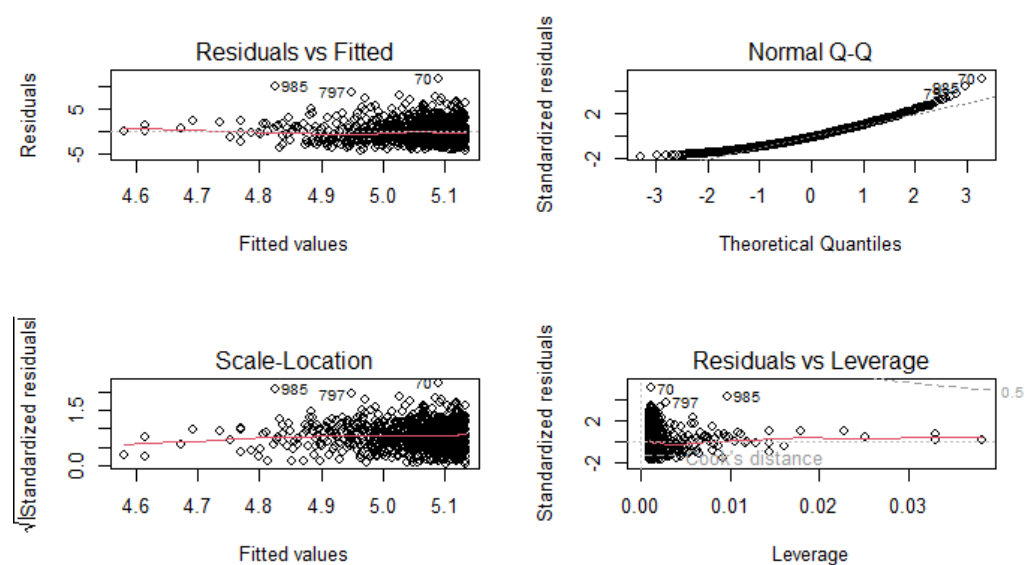 Residuals vs Fitted
Residuals
5
-5
985
797
70
4.6 4.7 4.8 4.9 5.0 5.1
Fitted values
Normal Q-Q
Standardized residuals
2
-2
70
985
-3 -2 -1 0 1 2 3
Theoretical Quantiles
Scale-Location
√|Standardized residuals|
1.5
0.0
985
797
70
4.6 4.7 4.8 4.9 5.0 5.1
Fitted values
Residuals vs Leverage
Standardized residuals
2
-2
70
797
985
0.5
Cook's distance
0.00 0.01 0.02 0.03
Leverage